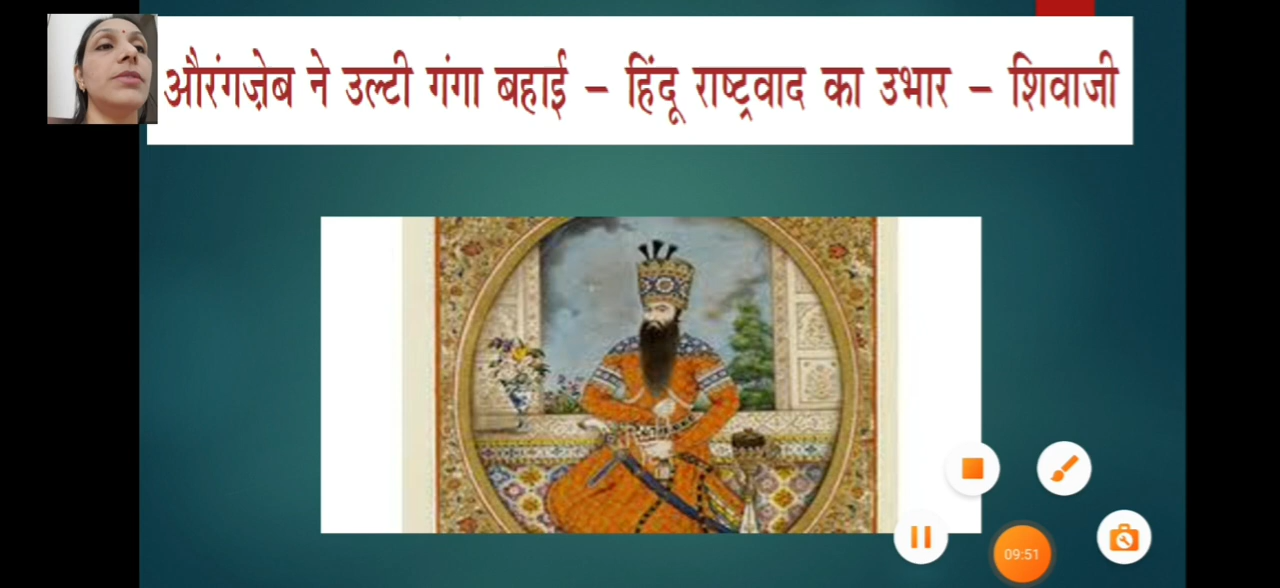 औरंगज़ेब ने उल्टी गंगा बहाई – हिंदू राष्ट्रवाद का उभार – शिवाजी
09:51